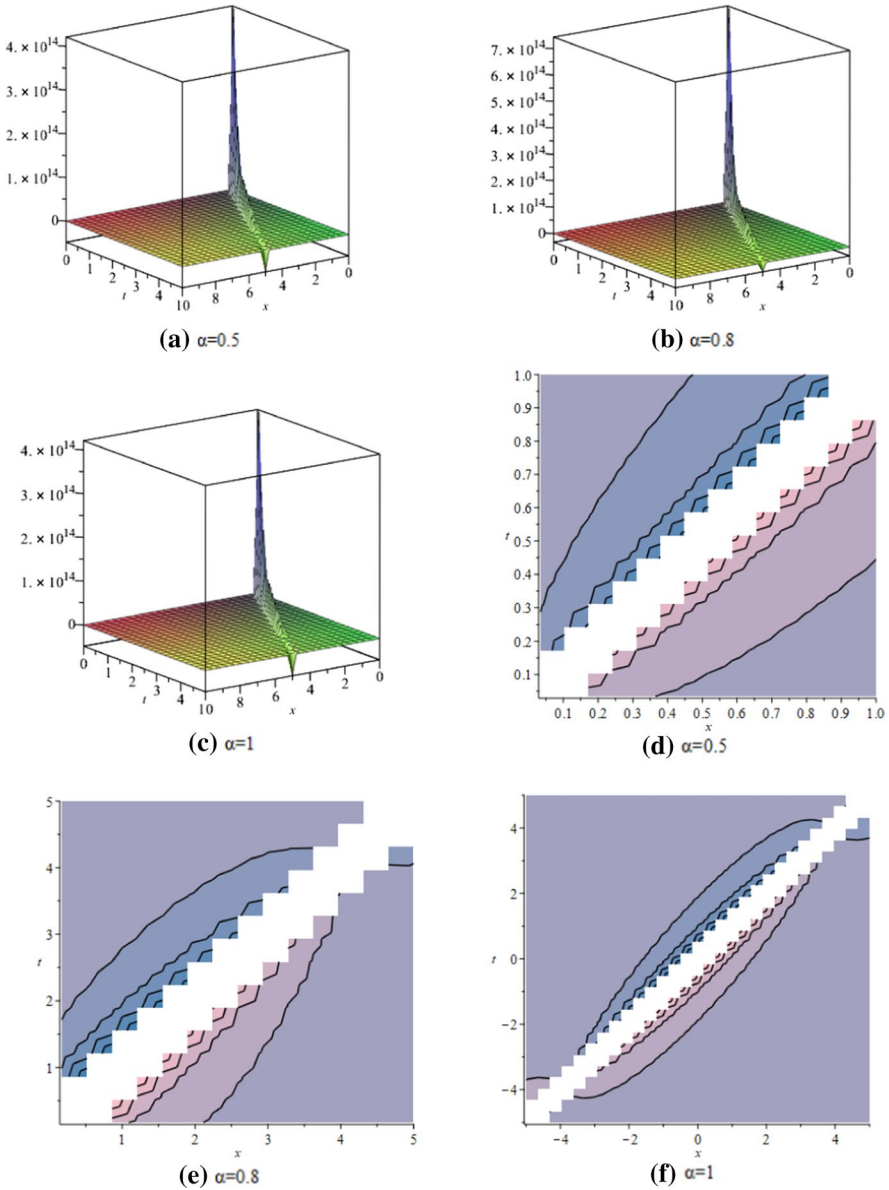 4. × 10^14
3. × 10^14
2. × 10^14
1. × 10^14
0
0 1 2 3 4
t
10 8 6 4 2 0
x
(a) α=0.5
7. × 10^14
6. × 10^14
5. × 10^14
4. × 10^14
3. × 10^14
2. × 10^14
1. × 10^14
0
0 1 2 3 4
t
10 8 6 4 2 0
x
(b) α=0.8
4. × 10^14
3. × 10^14
2. × 10^14
1. × 10^14
0
0 1 2 3 4
t
10 8 6 4 2 0
x
(c) α=1
1.0
0.9
0.8
0.7
0.6
t 0.5
0.4
0.3
0.2
0.1
0.1 0.2 0.3 0.4 0.5 0.6 0.7 0.8 0.9 1.0
x
(d) α=0.5
5
4
3
t
2
1
1 2 3 4 5
x
(e) α=0.8
4
2
t 0
−2
−4
−4 −2 0 2 4
x
(f) α=1